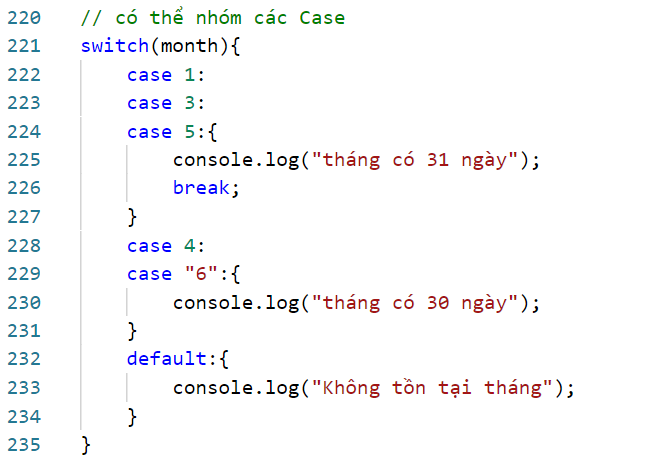 220 // có thể nhóm các Case
221 switch(month){
222     case 1:
223     case 3:
224     case 5:{
225         console.log("tháng có 31 ngày");
226         break;
227     }
228     case 4:
229     case "6":{
230         console.log("tháng có 30 ngày");
231     }
232     default:{
233         console.log("Không tồn tại tháng");
234     }
235 }